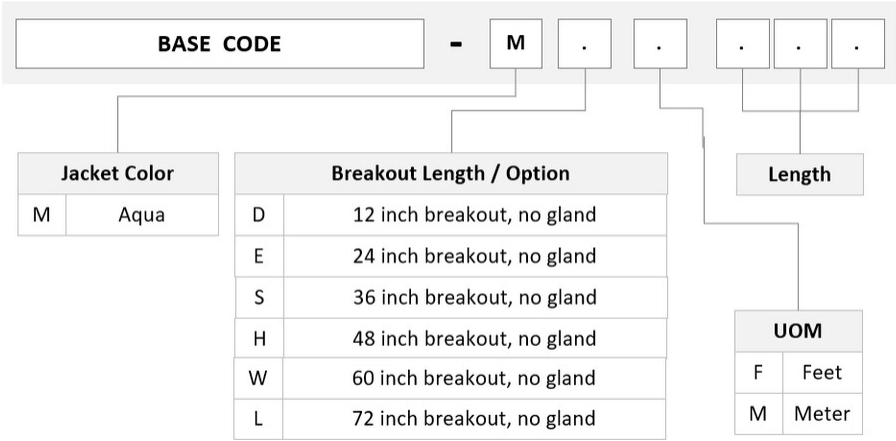 BASE CODE - M . . . . .
Jacket Color
M Aqua
Breakout Length / Option
D 12 inch breakout, no gland
E 24 inch breakout, no gland
S 36 inch breakout, no gland
H 48 inch breakout, no gland
W 60 inch breakout, no gland
L 72 inch breakout, no gland
Length
UOM
F Feet
M Meter